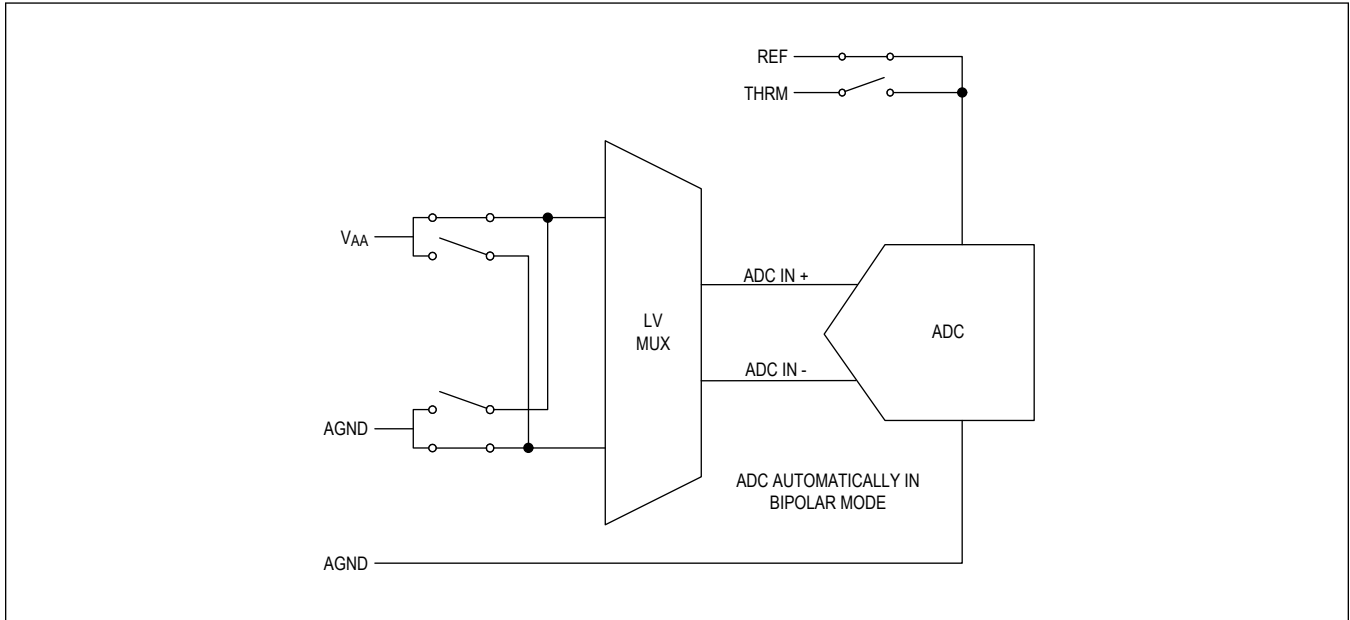 REF
THRM
VAA
ADC IN +
LV
MUX
ADC
ADC IN -
AGND
ADC AUTOMATICALLY IN
BIPOLAR MODE
AGND